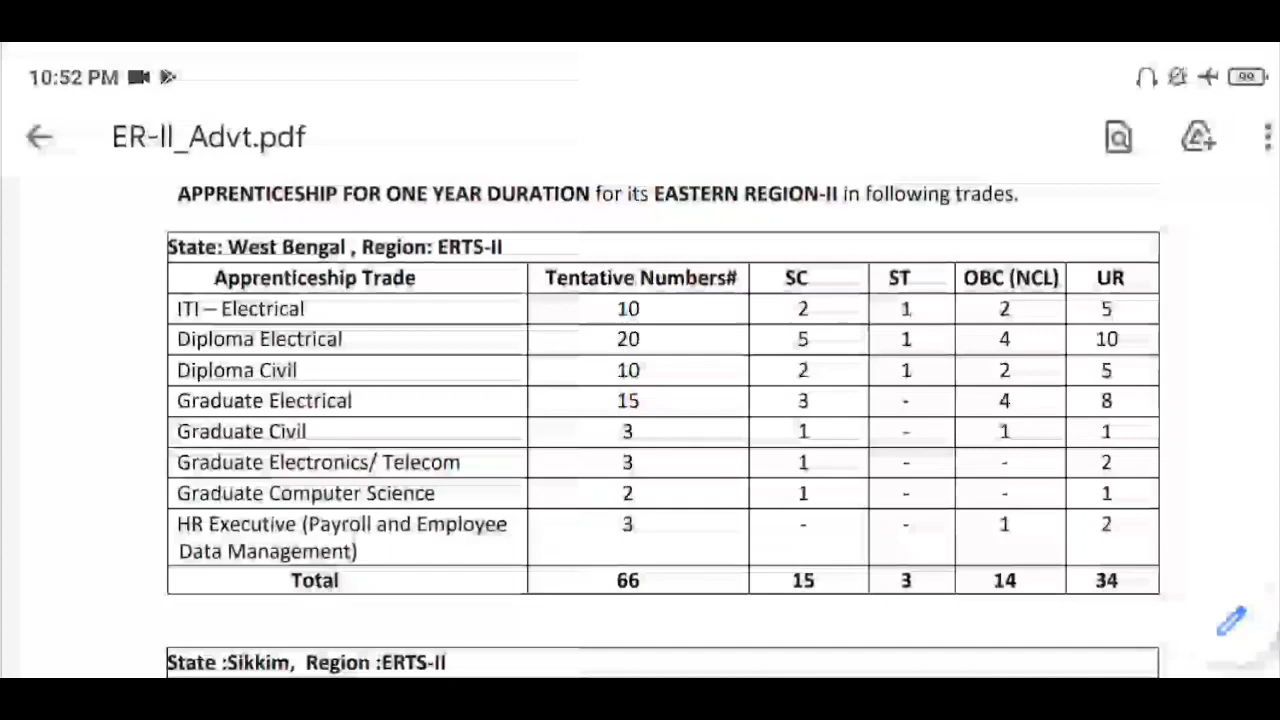 10:52 PM 99
ER-II_Advt.pdf
APPRENTICESHIP FOR ONE YEAR DURATION for its EASTERN REGION-II in following trades.
State: West Bengal , Region: ERTS-II
Apprenticeship Trade Tentative Numbers# SC ST OBC (NCL) UR
ITI – Electrical 10 2 1 2 5
Diploma Electrical 20 5 1 4 10
Diploma Civil 10 2 1 2 5
Graduate Electrical 15 3 - 4 8
Graduate Civil 3 1 - 1 1
Graduate Electronics/ Telecom 3 1 - - 2
Graduate Computer Science 2 1 - - 1
HR Executive (Payroll and Employee 3 - - 1 2
Data Management)
Total 66 15 3 14 34
State :Sikkim, Region :ERTS-II